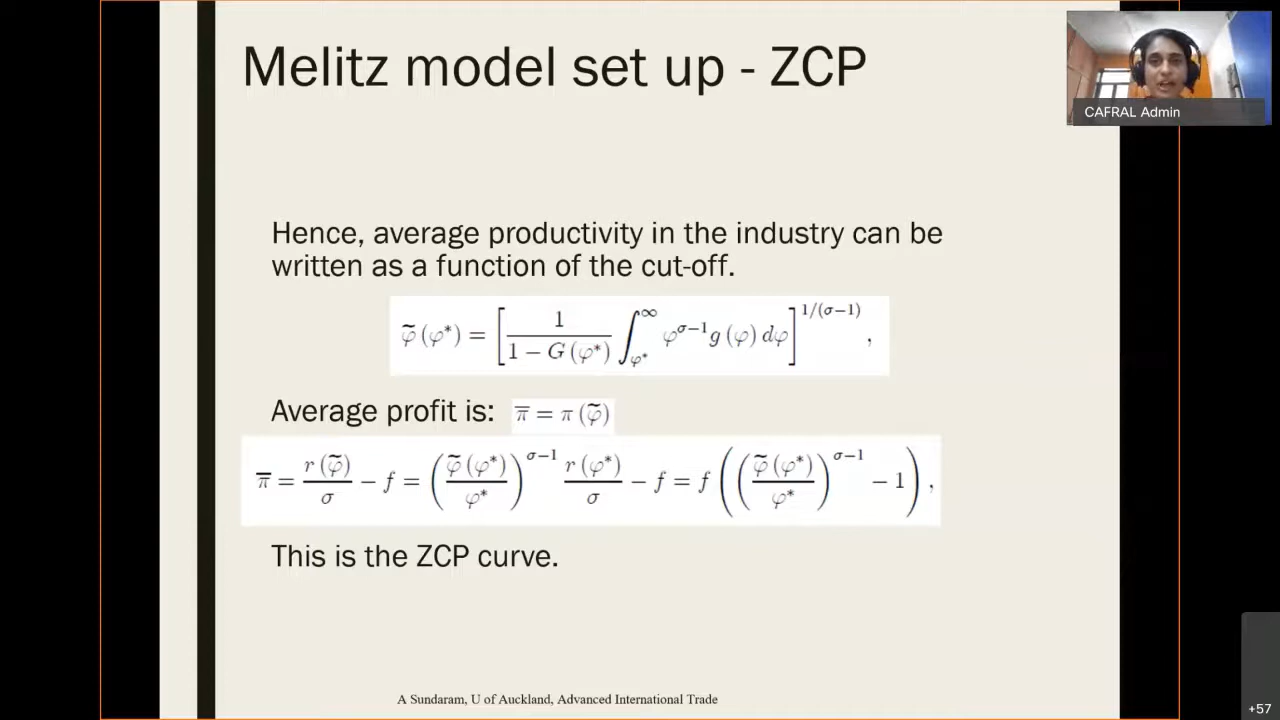 Melitz model set up - ZCP
CAFRAL Admin
Hence, average productivity in the industry can be
written as a function of the cut-off.
φ̃ (φ*) = [ 1 / (1 − G (φ*)) ∫_{φ*}^{∞} φ^{σ−1} g (φ) dφ ]^{1/(σ−1)} ,
Average profit is: π̅ = π (φ̃)
π̅ = r (φ̃) / σ − f = ( φ̃ (φ*) / φ* )^{σ−1} r (φ*) / σ − f = f ( ( φ̃ (φ*) / φ* )^{σ−1} − 1 ) ,
This is the ZCP curve.
A Sundaram, U of Auckland, Advanced International Trade
+57